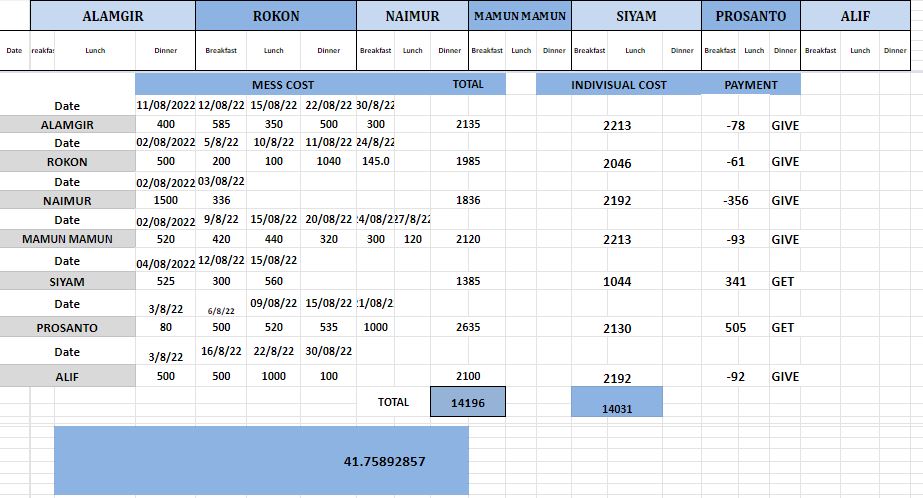 ALAMGIR ROKON NAIMUR MAMUN MAMUN SIYAM PROSANTO ALIF
Date reakfas Lunch Dinner Breakfast Lunch Dinner Breakfast Lunch Dinner Breakfast Lunch Dinner Breakfast Lunch Dinner Breakfast Lunch Dinner Breakfast Lunch Dinner
MESS COST TOTAL INDIVISUAL COST PAYMENT
Date 11/08/2022 12/08/22 15/08/22 22/08/22 30/8/22
ALAMGIR 400 585 350 500 300 2135 2213 -78 GIVE
Date 02/08/2022 5/8/22 10/8/22 11/08/22 24/8/22
ROKON 500 200 100 1040 145.0 1985 2046 -61 GIVE
Date 02/08/2022 03/08/22
NAIMUR 1500 336 1836 2192 -356 GIVE
Date 02/08/2022 9/8/22 15/08/22 20/08/22 24/08/22 27/8/22
MAMUN MAMUN 520 420 440 320 300 120 2120 2213 -93 GIVE
Date 04/08/2022 12/08/22 15/08/22
SIYAM 525 300 560 1385 1044 341 GET
Date 3/8/22 6/8/22 09/08/22 15/08/22 1/08/2
PROSANTO 80 500 520 535 1000 2635 2130 505 GET
Date 3/8/22 16/8/22 22/8/22 30/08/22
ALIF 500 500 1000 100 2100 2192 -92 GIVE
TOTAL 14196 14031
41.75892857